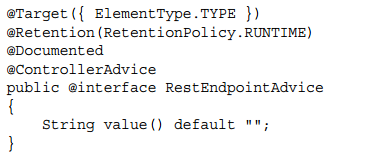 @Target({ ElementType.TYPE })
@Retention(RetentionPolicy.RUNTIME)
@Documented
@ControllerAdvice
public @interface RestEndpointAdvice
{
    String value() default "";
}